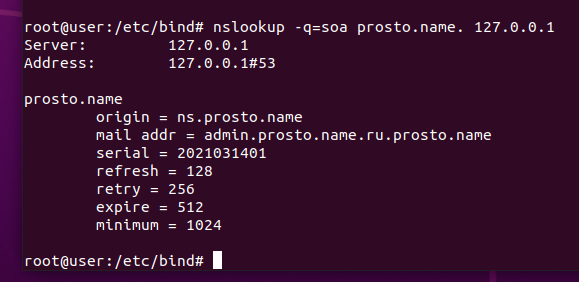 root@user:/etc/bind# nslookup -q=soa prosto.name. 127.0.0.1
Server:         127.0.0.1
Address:        127.0.0.1#53

prosto.name
        origin = ns.prosto.name
        mail addr = admin.prosto.name.ru.prosto.name
        serial = 2021031401
        refresh = 128
        retry = 256
        expire = 512
        minimum = 1024

root@user:/etc/bind#